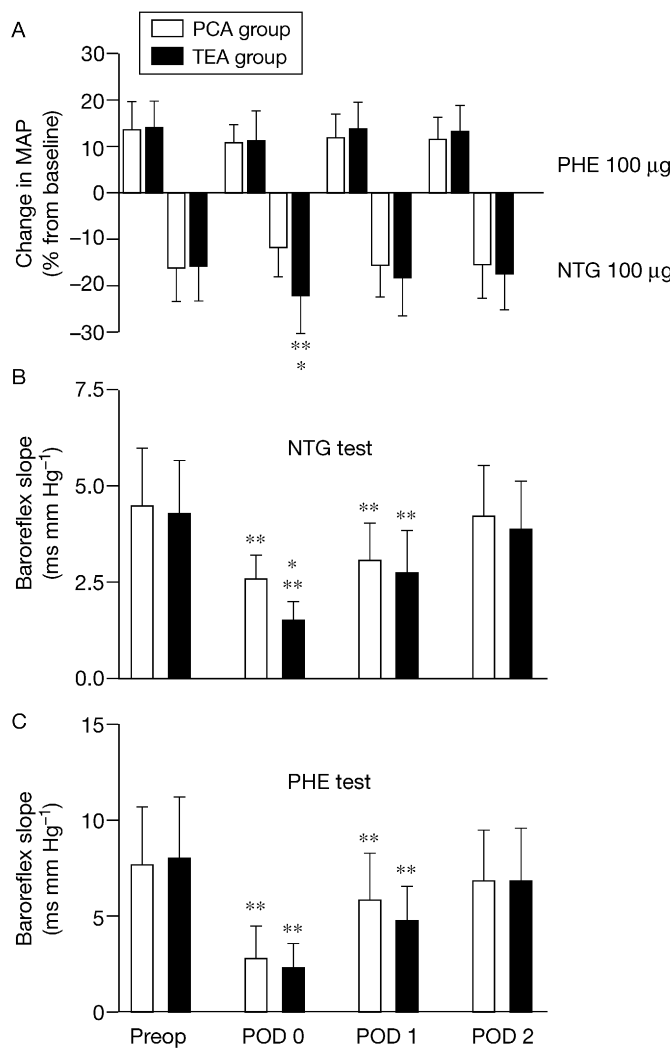 A
PCA group
TEA group
Change in MAP
(% from baseline)
30
20
10
0
−10
−20
−30
PHE 100 µg
NTG 100 µg
**
*
B
Baroreflex slope
(ms mm Hg⁻¹)
7.5
5.0
2.5
0.0
NTG test
**
*
**
**
**
C
Baroreflex slope
(ms mm Hg⁻¹)
15
10
5
0
PHE test
**
**
**
**
Preop POD 0 POD 1 POD 2